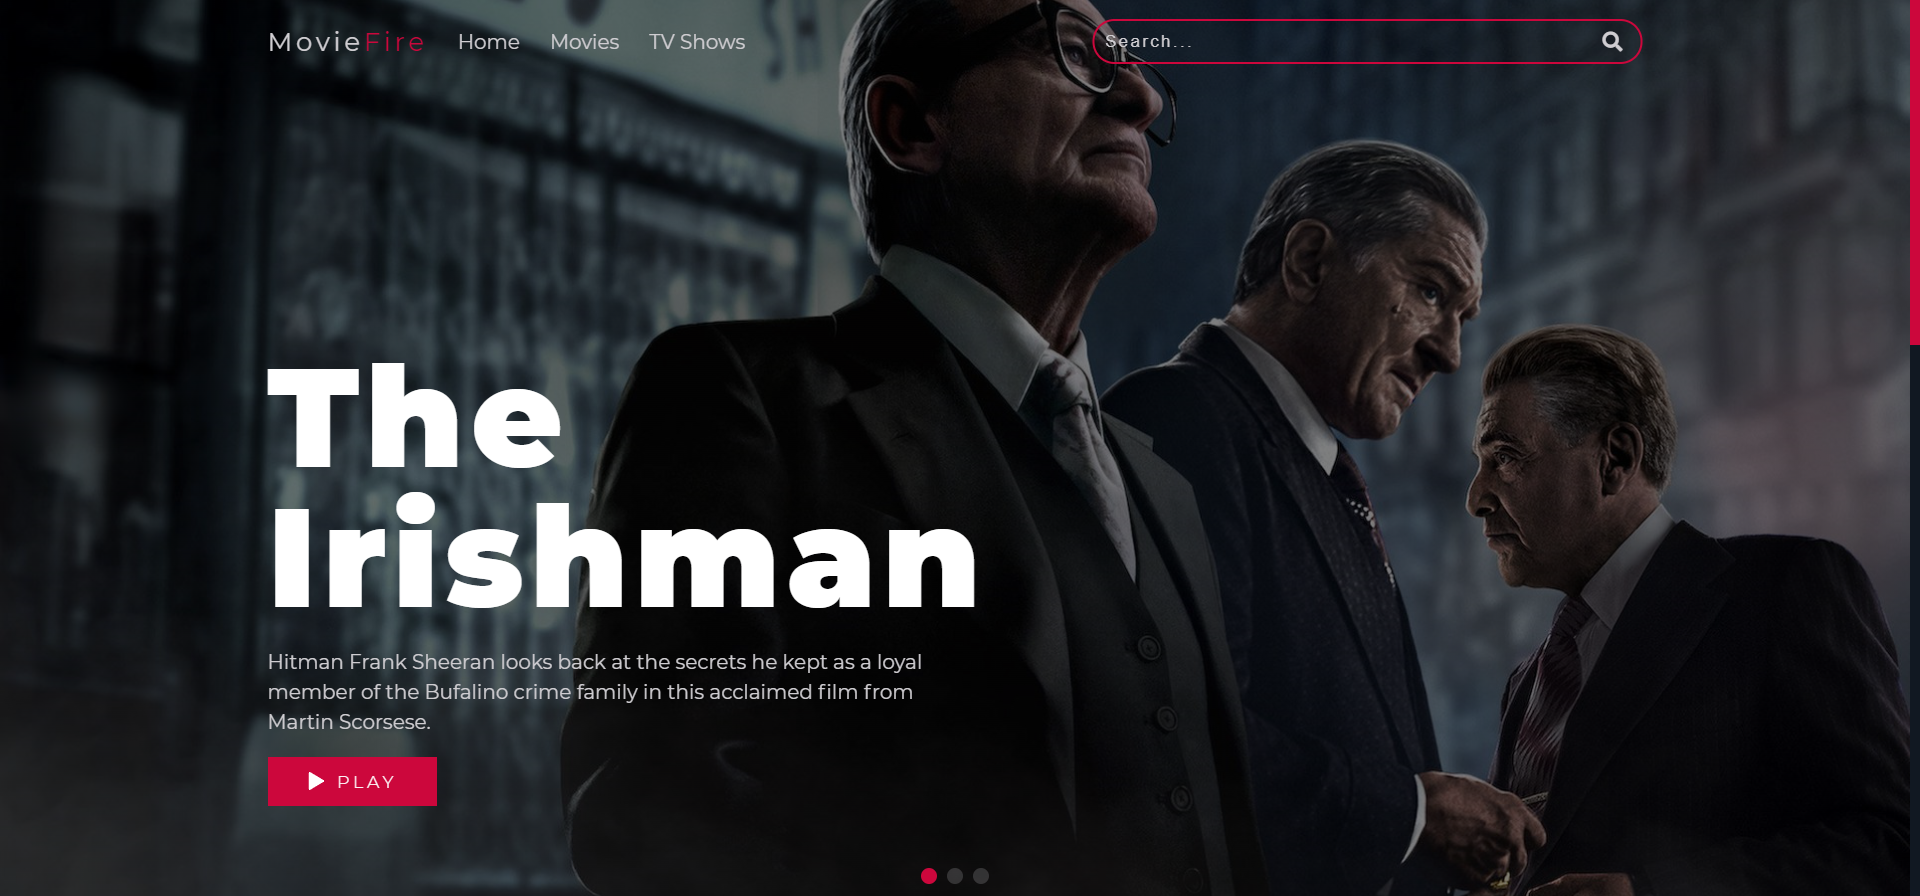 MovieFire Home Movies TV Shows Search...
The
Irishman
Hitman Frank Sheeran looks back at the secrets he kept as a loyal
member of the Bufalino crime family in this acclaimed film from
Martin Scorsese.
PLAY